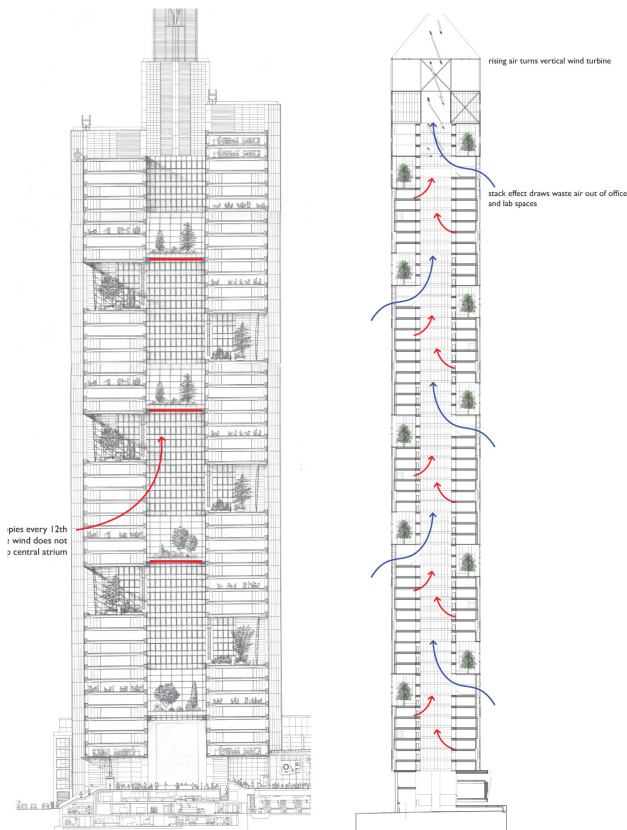 rising air turns vertical wind turbine
stack effect draws waste air out of office
and lab spaces
opies every 12th
e wind does not
o central atrium